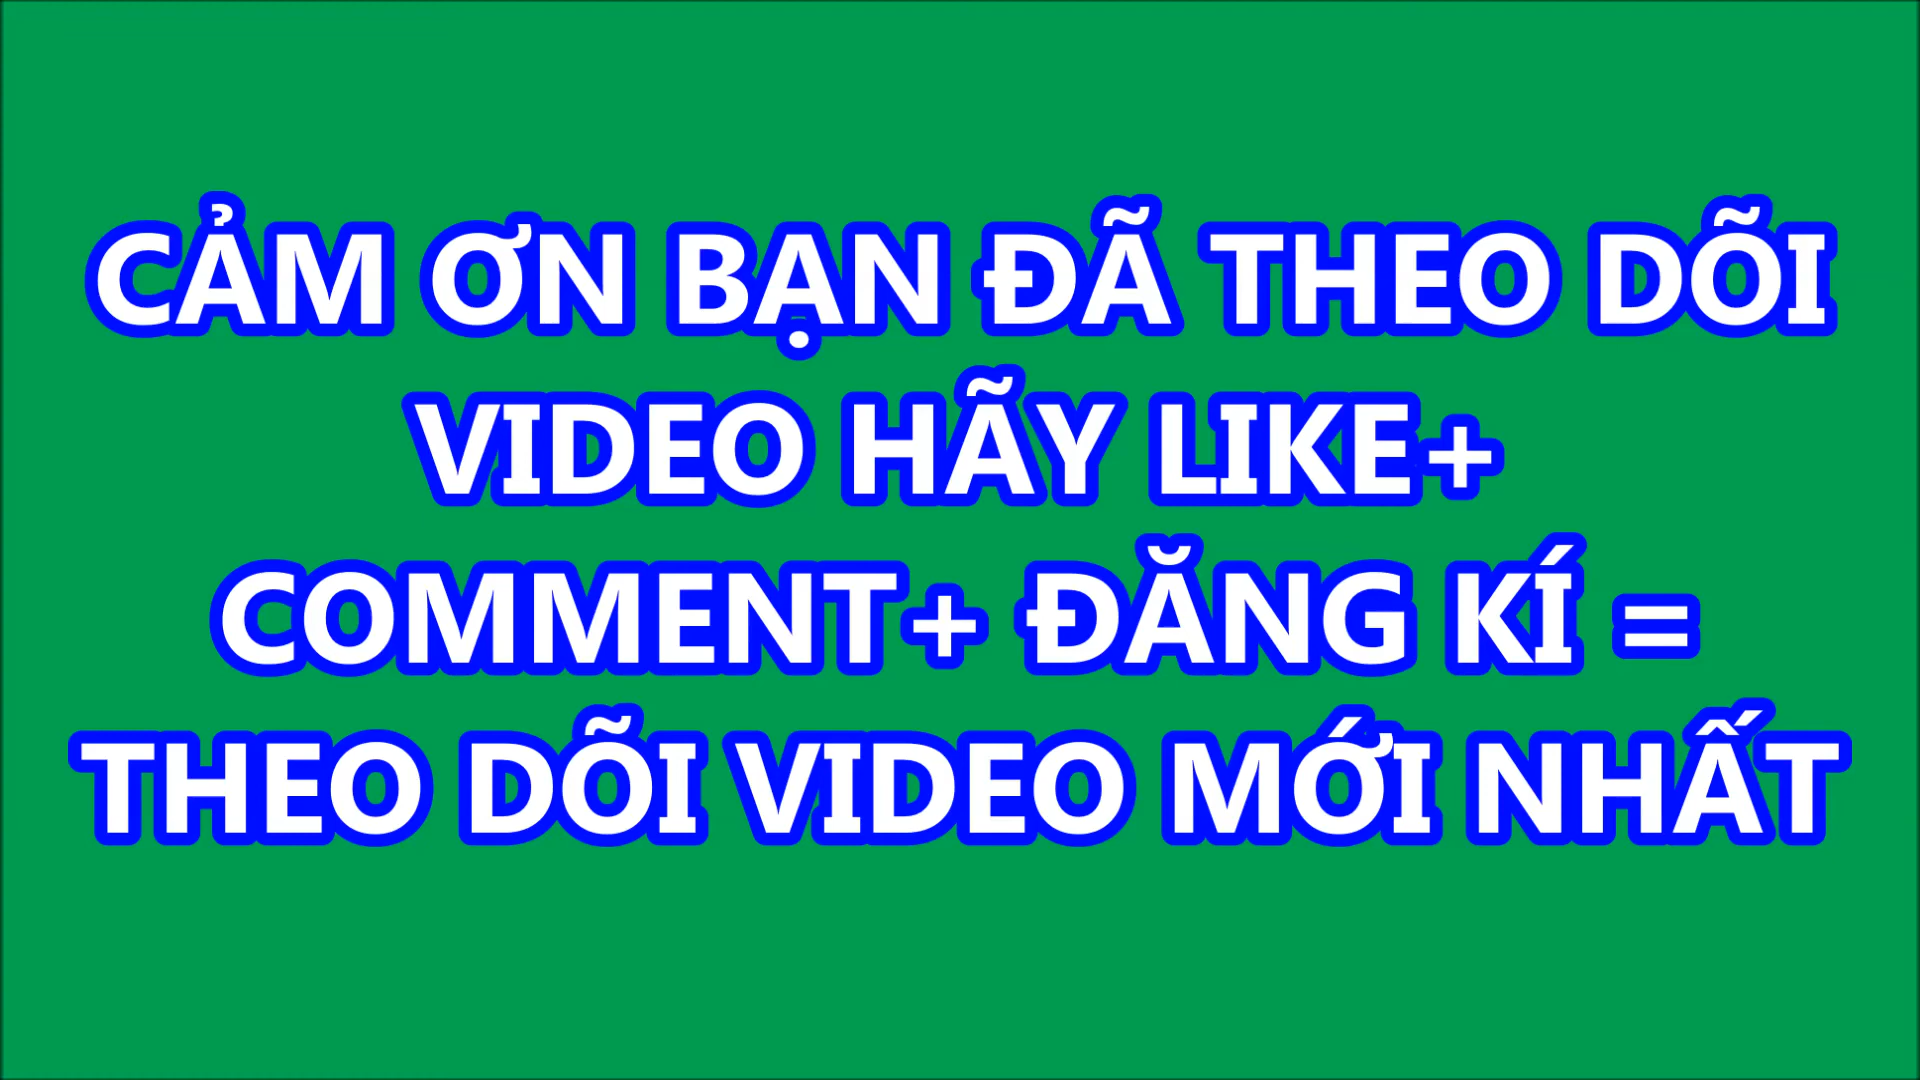 CẢM ƠN BẠN ĐÃ THEO DÕI
VIDEO HÃY LIKE+
COMMENT+ ĐĂNG KÍ =
THEO DÕI VIDEO MỚI NHẤT